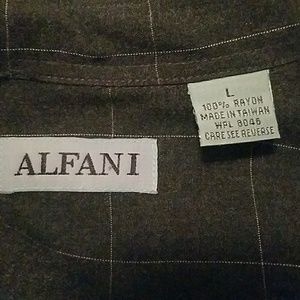 ALFANI
L
100% RAYON
MADE IN TAIWAN
WPL 8046
CARE SEE REVERSE